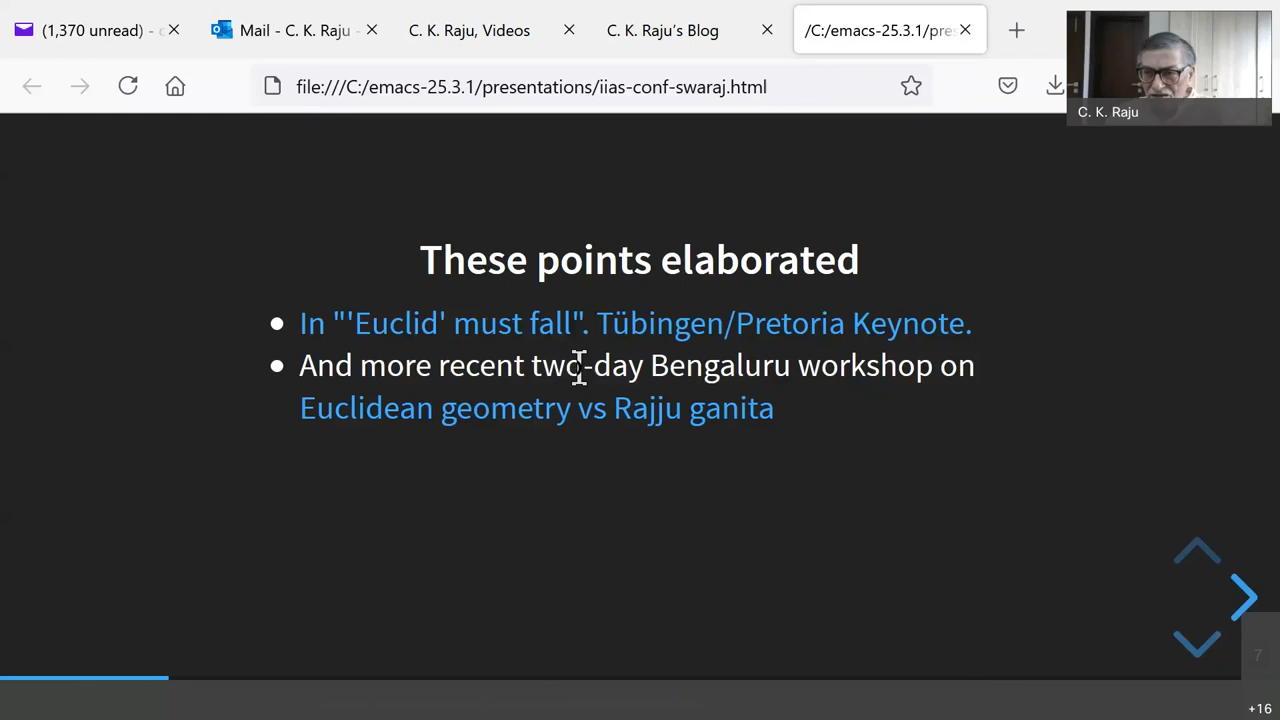 (1,370 unread) - c
Mail - C. K. Raju -
C. K. Raju, Videos
C. K. Raju's Blog
/C:/emacs-25.3.1/pres
file:///C:/emacs-25.3.1/presentations/iias-conf-swaraj.html
C. K. Raju
These points elaborated
In "'Euclid' must fall". Tübingen/Pretoria Keynote.
And more recent two-day Bengaluru workshop on
Euclidean geometry vs Rajju ganita
7
+16